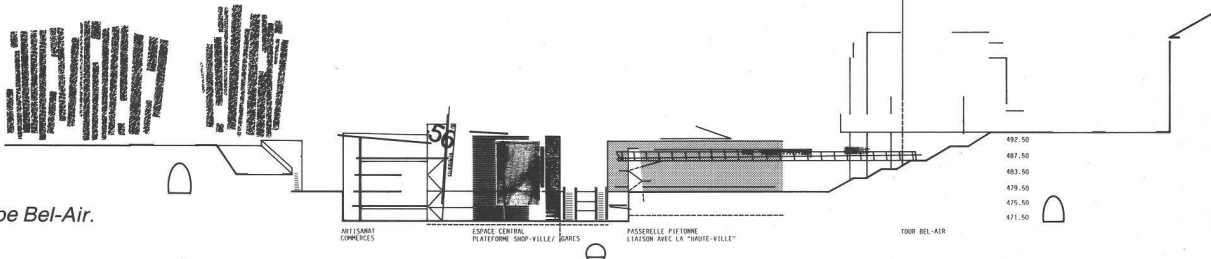 56
492.50
487.50
483.50
479.50
475.50
471.50
pe Bel-Air.
ARTISANAT
COMMERCES
ESPACE CENTRAL
PLATEFORME SHOP-VILLE/ GARES
PASSERELLE PIETONNE
LIAISON AVEC LA "HAUTE-VILLE"
TOUR BEL-AIR